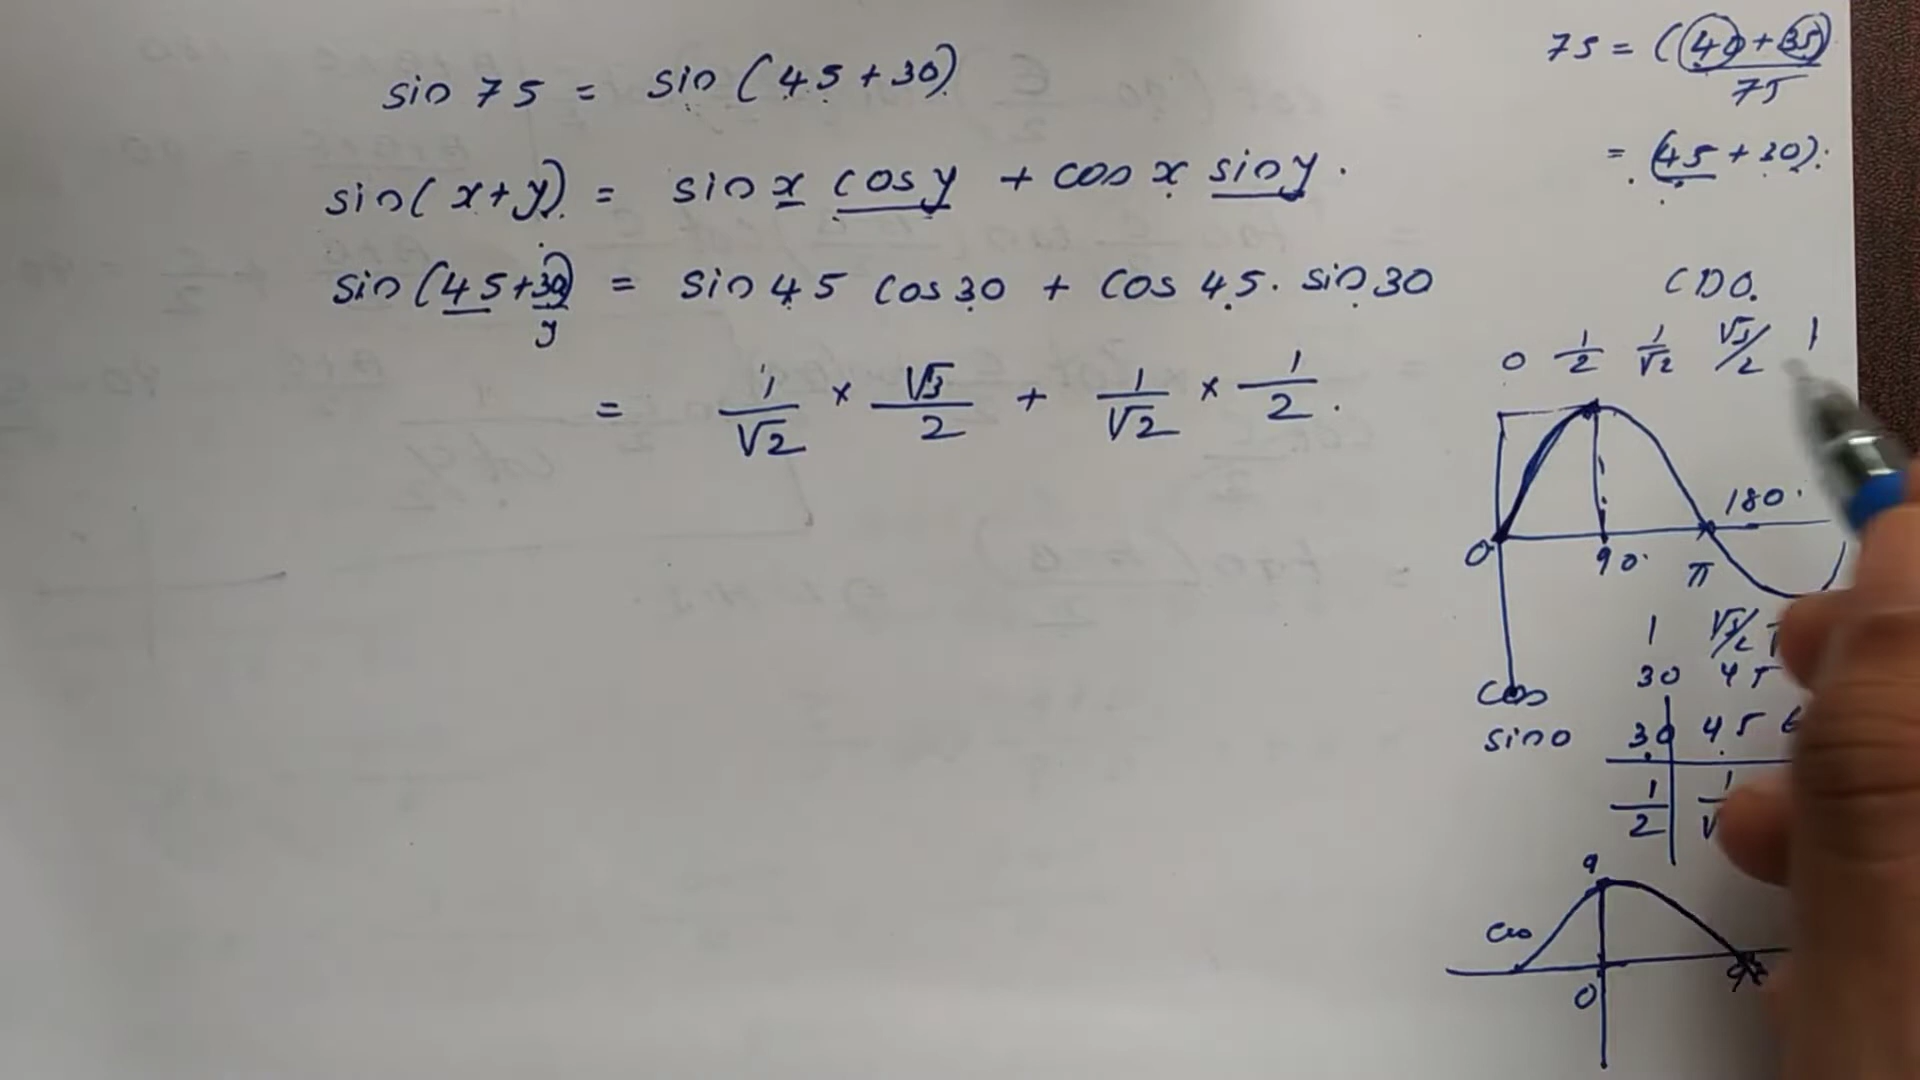 sin 75 = sin (45+30)
sin(x+y) = sin x cos y + cos x sin y.
sin(45+30) = sin 45 cos 30 + cos 45. sin 30
y
= 1/√2 × √3/2 + 1/√2 × 1/2.
75 = (40+35)
75
= (45+30).
0 1/2 1/√2 √3/2 1
0 90. π 180.
1 √3/2
30 45
cos
sin 0 30 45 6
1/2
cos
0